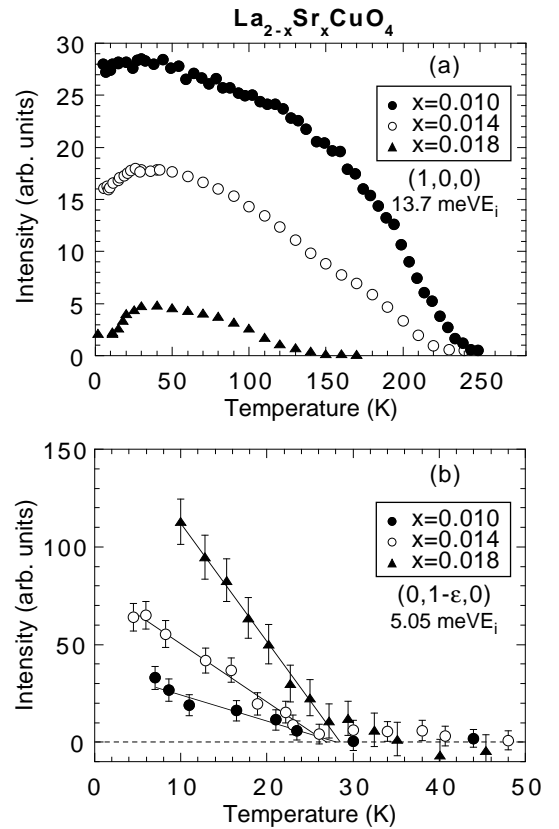 La₂₋ₓSrₓCuO₄
(a)
x=0.010
x=0.014
x=0.018
(1,0,0)
13.7 meVEᵢ
Intensity (arb. units)
30
25
20
15
10
5
0
0 50 100 150 200 250
Temperature (K)
(b)
x=0.010
x=0.014
x=0.018
(0,1-ε,0)
5.05 meVEᵢ
Intensity (arb. units)
150
100
50
0
0 10 20 30 40 50
Temperature (K)